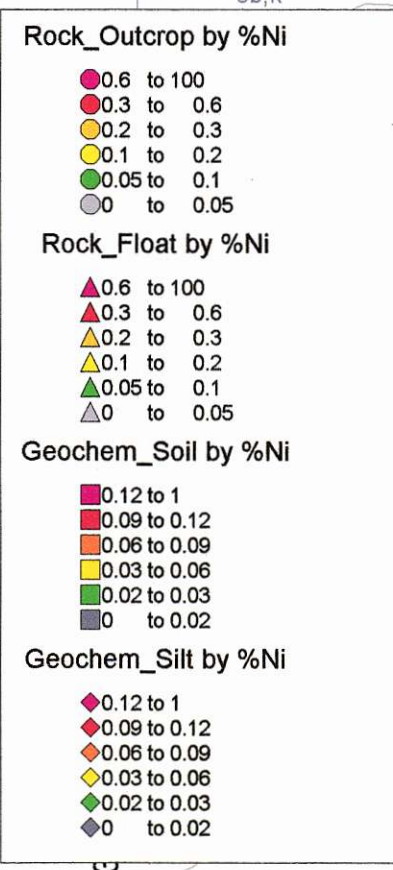 Rock_Outcrop by %Ni
0.6 to 100
0.3 to 0.6
0.2 to 0.3
0.1 to 0.2
0.05 to 0.1
0 to 0.05
Rock_Float by %Ni
0.6 to 100
0.3 to 0.6
0.2 to 0.3
0.1 to 0.2
0.05 to 0.1
0 to 0.05
Geochem_Soil by %Ni
0.12 to 1
0.09 to 0.12
0.06 to 0.09
0.03 to 0.06
0.02 to 0.03
0 to 0.02
Geochem_Silt by %Ni
0.12 to 1
0.09 to 0.12
0.06 to 0.09
0.03 to 0.06
0.02 to 0.03
0 to 0.02